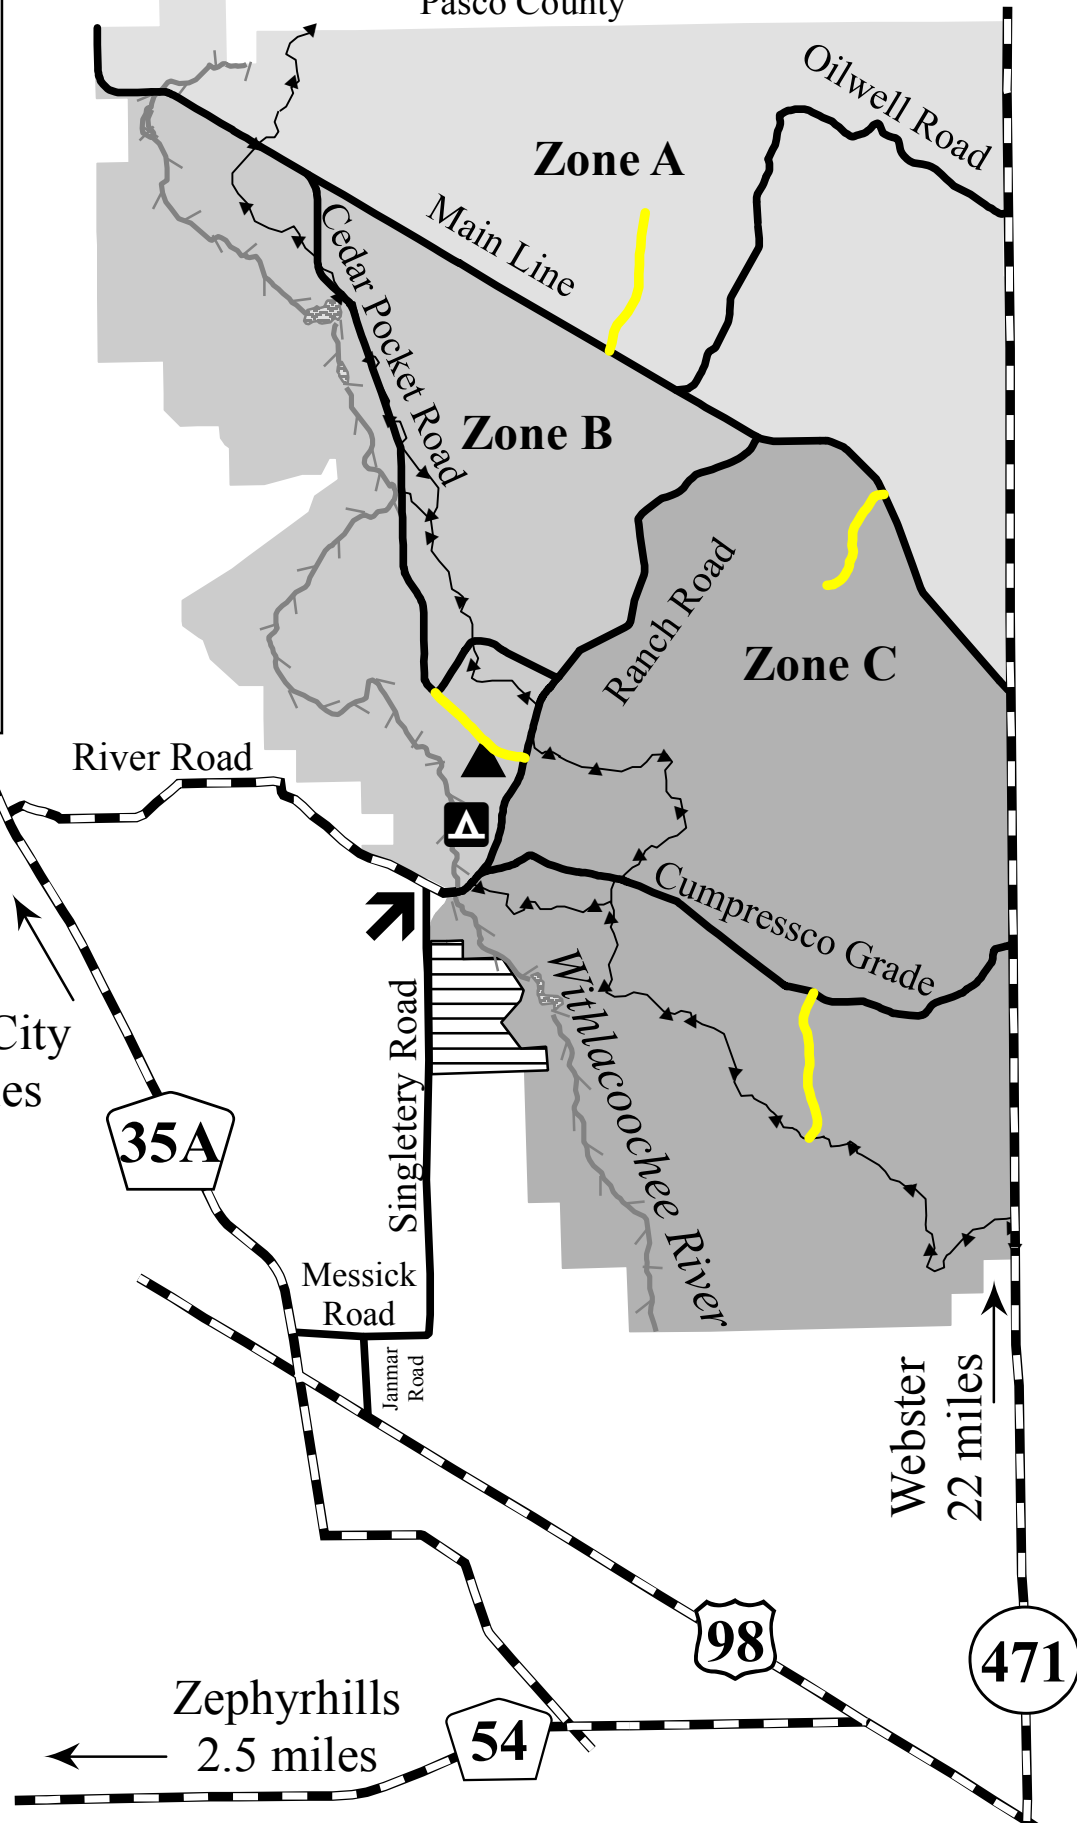 Pasco County
Oilwell Road
Zone A
Main Line
Cedar Pocket Road
Zone B
Ranch Road
Zone C
River Road
Cumpressco Grade
Withlacoochee River
City
es
Singletery Road
35A
Messick
Road
Janmar
Road
Webster
22 miles
98
471
Zephyrhills
2.5 miles
54